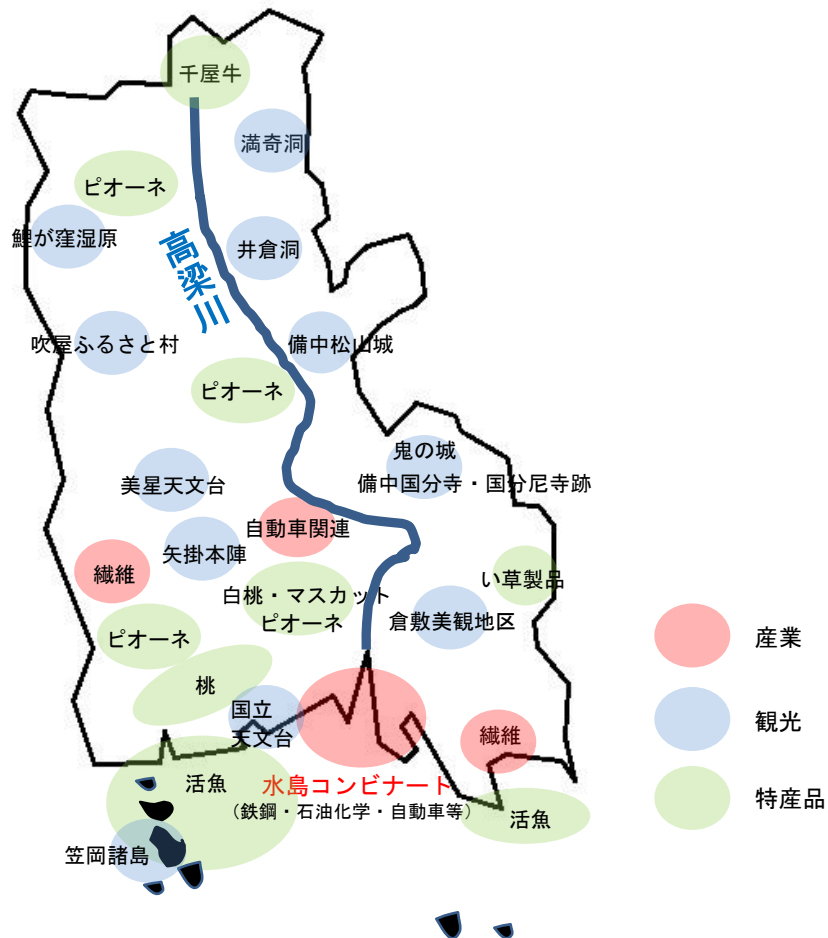 千屋牛
満奇洞
ピオーネ
鯉が窪湿原
井倉洞
高梁川
吹屋ふるさと村
備中松山城
ピオーネ
鬼の城
備中国分寺・国分尼寺跡
美星天文台
自動車関連
矢掛本陣
繊維
い草製品
白桃・マスカット
ピオーネ
倉敷美観地区
ピオーネ
産業
桃
国立
天文台
観光
繊維
活魚
水島コンビナート
(鉄鋼・石油化学・自動車等)
特産品
活魚
笠岡諸島